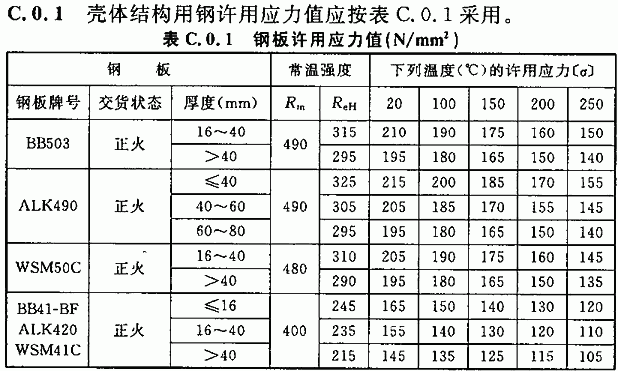 C.0.1 壳体结构用钢许用应力值应按表 C.0.1 采用。
表 C.0.1 钢板许用应力值(N/mm²)
钢 板 常温强度 下列温度(℃)的许用应力〔σ〕
钢板牌号 交货状态 厚度(mm) Rm ReH 20 100 150 200 250
BB503 正火 16～40 490 315 210 190 175 160 150
>40 295 195 180 165 150 140
ALK490 正火 ≤40 490 325 215 200 185 170 155
40～60 305 205 185 170 155 145
60～80 295 195 180 165 150 140
WSM50C 正火 16～40 480 310 205 190 175 160 145
>40 290 195 180 165 150 135
BB41-BF ALK420 WSM41C 正火 ≤16 400 245 165 150 140 130 120
16～40 235 155 140 130 120 110
>40 215 145 135 125 115 105